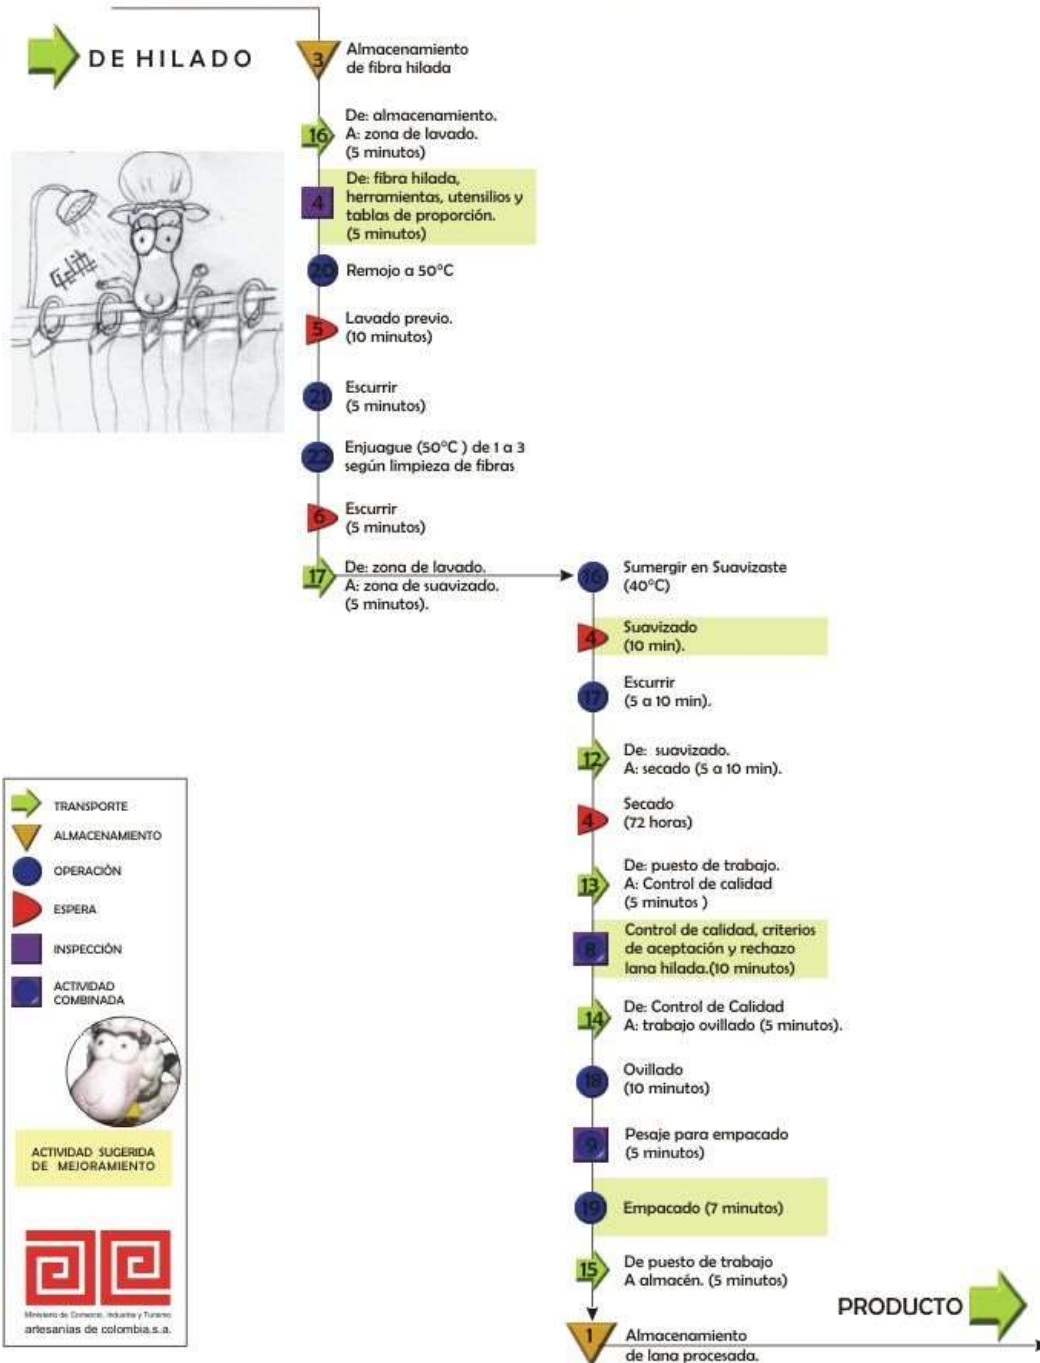 DE HILADO
3
Almacenamiento
de fibra hilada
16
De: almacenamiento.
A: zona de lavado.
(5 minutos)
4
De: fibra hilada,
herramientas, utensilios y
tablas de proporción.
(5 minutos)
20
Remojo a 50°C
5
Lavado previo.
(10 minutos)
21
Escurrir
(5 minutos)
22
Enjuague (50°C ) de 1 a 3
según limpieza de fibras
6
Escurrir
(5 minutos)
17
De: zona de lavado.
A: zona de suavizado.
(5 minutos).
16
Sumergir en Suavizaste
(40°C)
4
Suavizado
(10 min).
17
Escurrir
(5 a 10 min).
12
De: suavizado.
A: secado (5 a 10 min).
4
Secado
(72 horas)
13
De: puesto de trabajo.
A: Control de calidad
(5 minutos )
8
Control de calidad, criterios
de aceptación y rechazo
lana hilada.(10 minutos)
14
De: Control de Calidad
A: trabajo ovillado (5 minutos).
18
Ovillado
(10 minutos)
9
Pesaje para empacado
(5 minutos)
19
Empacado (7 minutos)
15
De puesto de trabajo
A almacén. (5 minutos)
1
Almacenamiento
de lana procesada.
PRODUCTO
TRANSPORTE
ALMACENAMIENTO
OPERACIÓN
ESPERA
INSPECCIÓN
ACTIVIDAD
COMBINADA
ACTIVIDAD SUGERIDA
DE MEJORAMIENTO
Ministerio de Comercio, Industria y Turismo
artesanías de colombia.s.a.